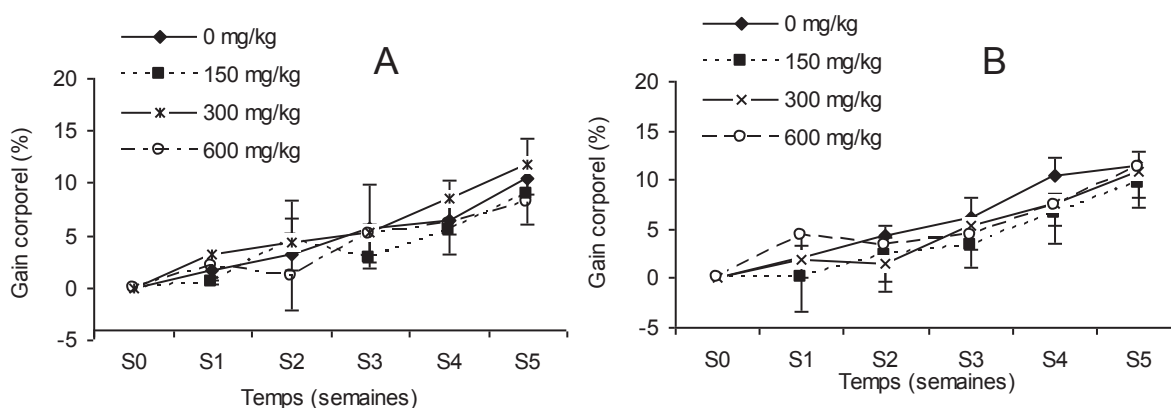 0 mg/kg
150 mg/kg
300 mg/kg
600 mg/kg
A
Gain corporel (%)
20
15
10
5
0
-5
S0 S1 S2 S3 S4 S5
Temps (semaines)
0 mg/kg
150 mg/kg
300 mg/kg
600 mg/kg
B
Gain corporel (%)
20
15
10
5
0
-5
S0 S1 S2 S3 S4 S5
Temps (semaines)